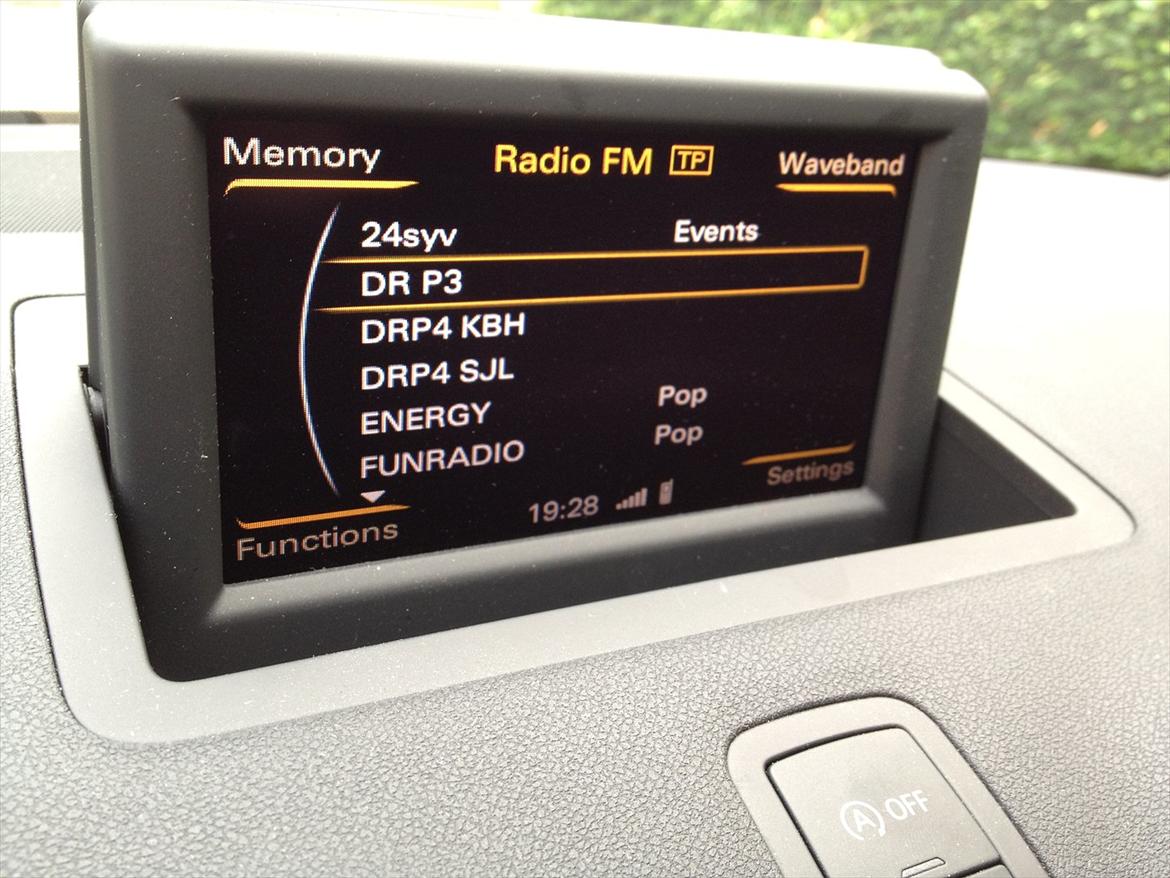 Memory Radio FM TP Waveband
24syv Events
DR P3
DRP4 KBH
DRP4 SJL
ENERGY Pop
FUNRADIO Pop
Settings
19:28
Functions
A OFF